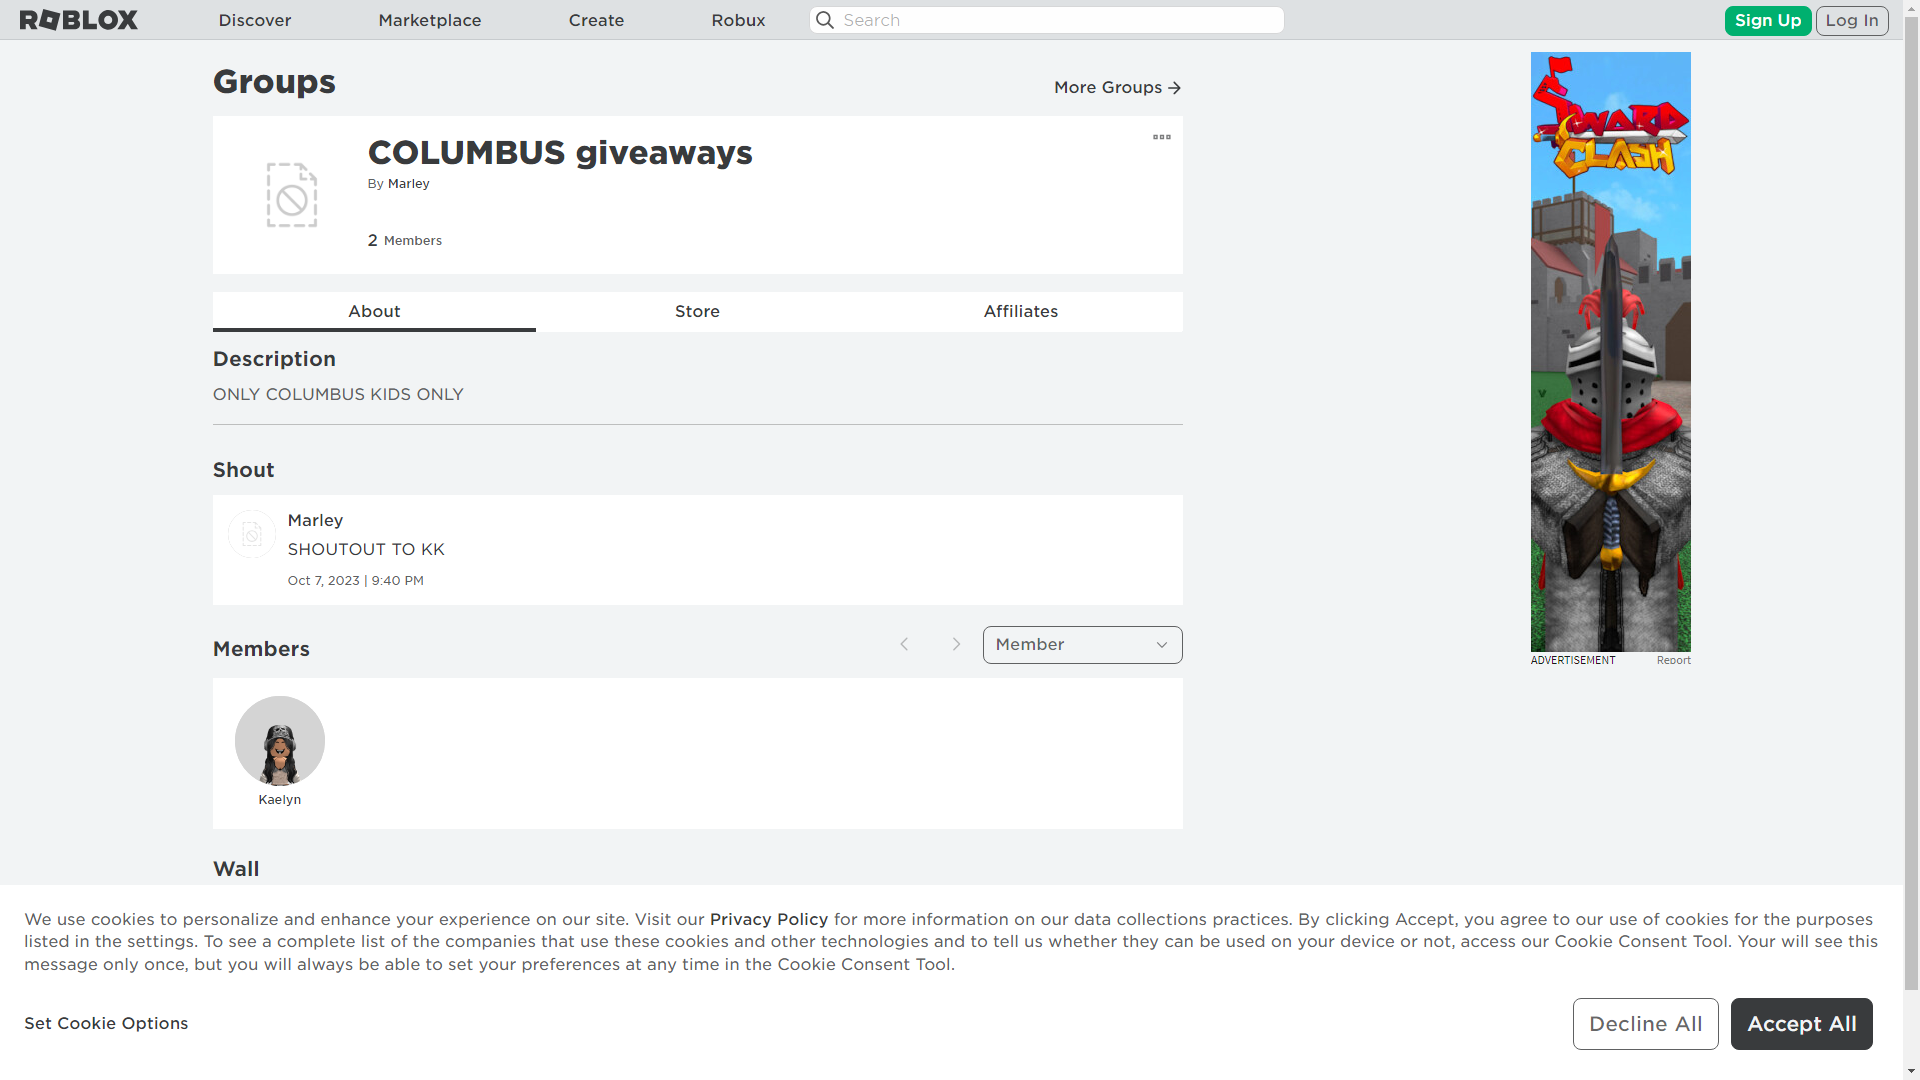 ROBLOX
Discover
Marketplace
Create
Robux
Search
Sign Up
Log In
Groups
More Groups
COLUMBUS giveaways
By Marley
2 Members
About
Store
Affiliates
Description
ONLY COLUMBUS KIDS ONLY
Shout
Marley
SHOUTOUT TO KK
Oct 7, 2023 | 9:40 PM
Members
Member
Kaelyn
Wall
SWORD
CLASH
ADVERTISEMENT
Report
We use cookies to personalize and enhance your experience on our site. Visit our Privacy Policy for more information on our data collections practices. By clicking Accept, you agree to our use of cookies for the purposes
listed in the settings. To see a complete list of the companies that use these cookies and other technologies and to tell us whether they can be used on your device or not, access our Cookie Consent Tool. Your will see this
message only once, but you will always be able to set your preferences at any time in the Cookie Consent Tool.
Set Cookie Options
Decline All
Accept All